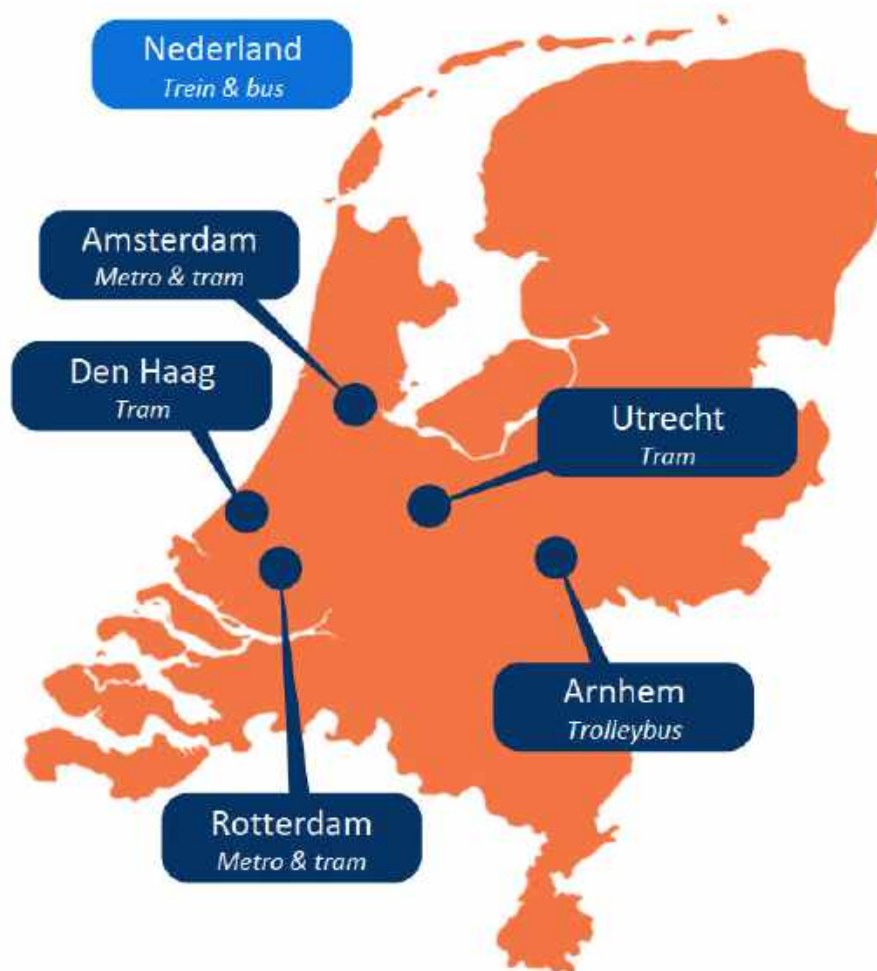 Nederland
Trein & bus
Amsterdam
Metro & tram
Den Haag
Tram
Utrecht
Tram
Arnhem
Trolleybus
Rotterdam
Metro & tram